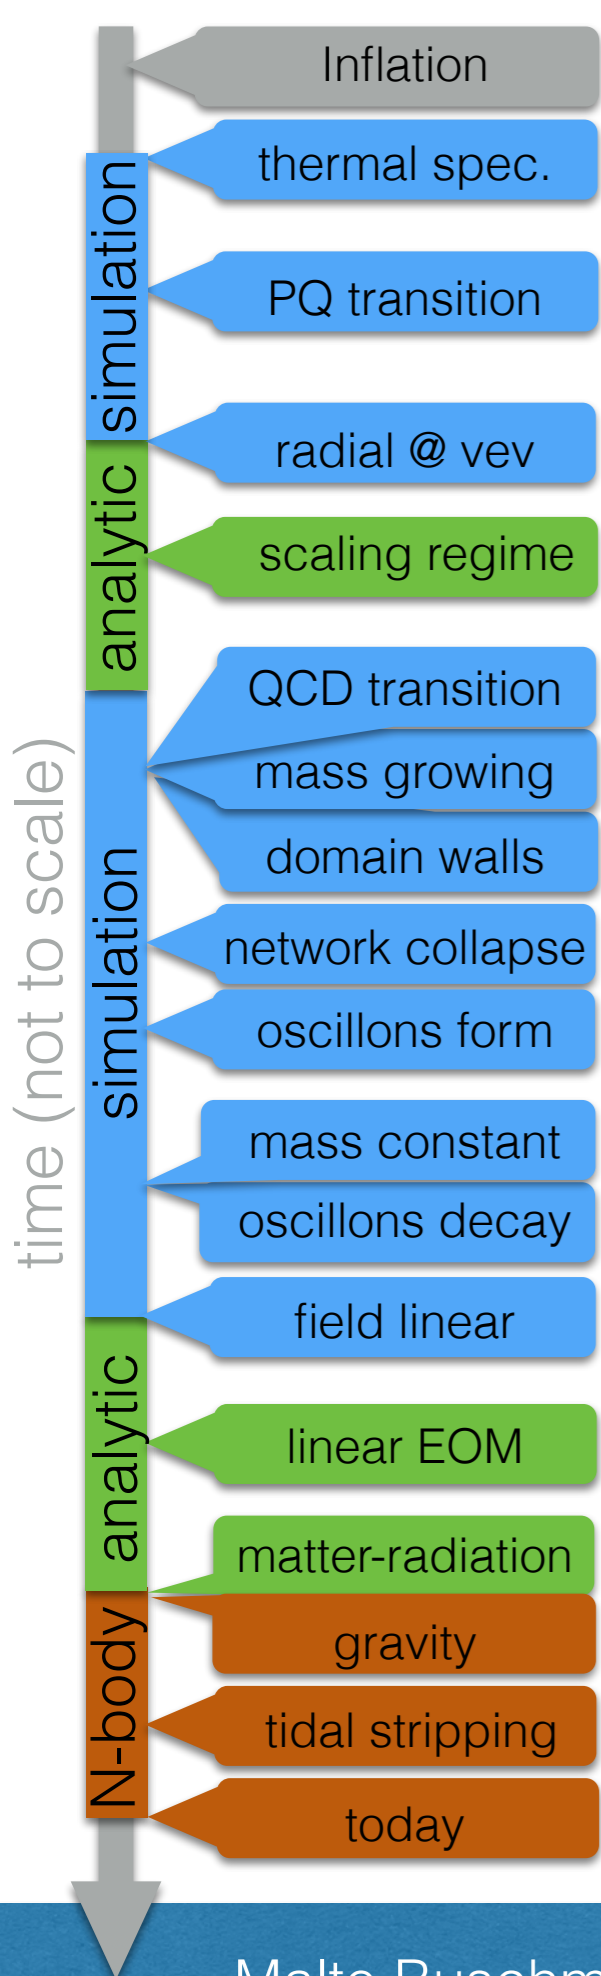 Inflation
thermal spec.
simulation
PQ transition
radial @ vev
analytic
scaling regime
QCD transition
mass growing
domain walls
time (not to scale)
simulation
network collapse
oscillons form
mass constant
oscillons decay
field linear
analytic
linear EOM
matter-radiation
N-body
gravity
tidal stripping
today
Malte